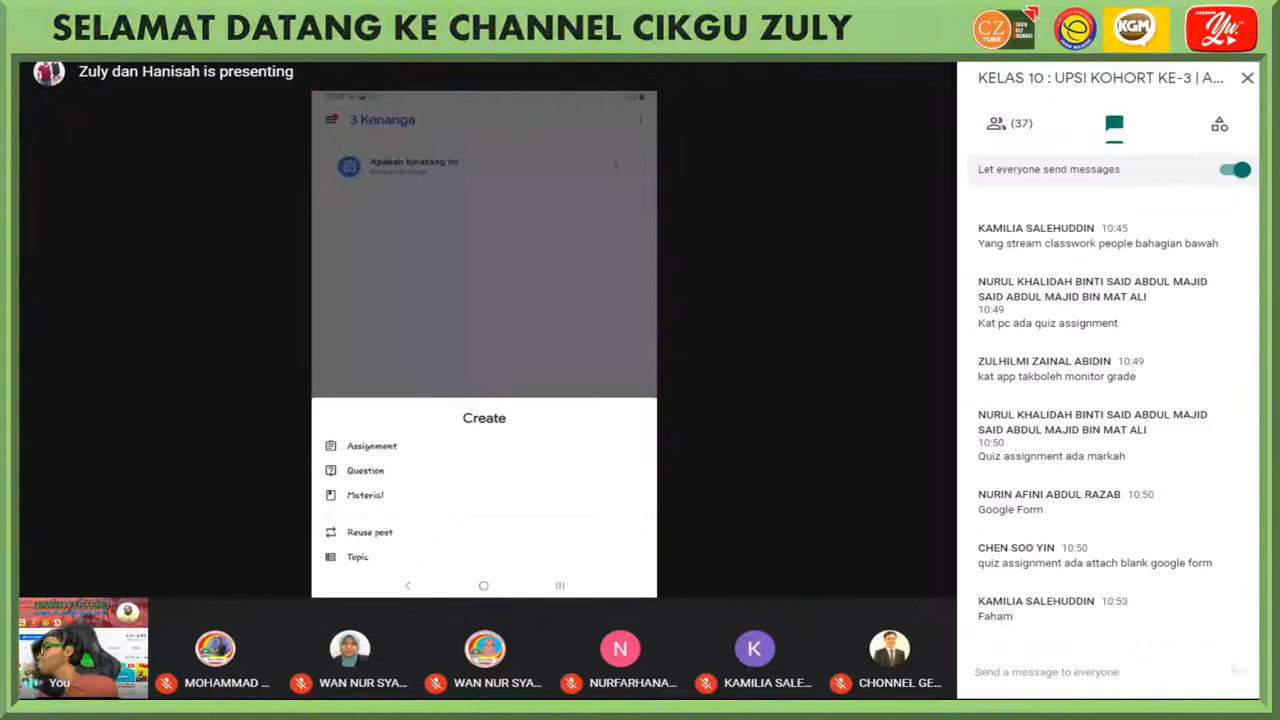 SELAMAT DATANG KE CHANNEL CIKGU ZULY
CZ
TUBE
KGM
Yu
Zuly dan Hanisah is presenting
3 Kenanga
Apakah binatang ini
Create
Assignment
Question
Material
Reuse post
Topic
You
MOHAMMAD ...
WAN NUR SYA...
NURFARHANA...
KAMILIA SALE...
CHONNEL GE...
KELAS 10 : UPSI KOHORT KE-3 | A...
(37)
Let everyone send messages
KAMILIA SALEHUDDIN 10:45
Yang stream classwork people bahagian bawah
NURUL KHALIDAH BINTI SAID ABDUL MAJID
SAID ABDUL MAJID BIN MAT ALI
10:49
Kat pc ada quiz assignment
ZULHILMI ZAINAL ABIDIN 10:49
kat app takboleh monitor grade
NURUL KHALIDAH BINTI SAID ABDUL MAJID
SAID ABDUL MAJID BIN MAT ALI
10:50
Quiz assignment ada markah
NURIN AFINI ABDUL RAZAB 10:50
Google Form
CHEN SOO YIN 10:50
quiz assignment ada attach blank google form
KAMILIA SALEHUDDIN 10:53
Faham
Send a message to everyone
N
K